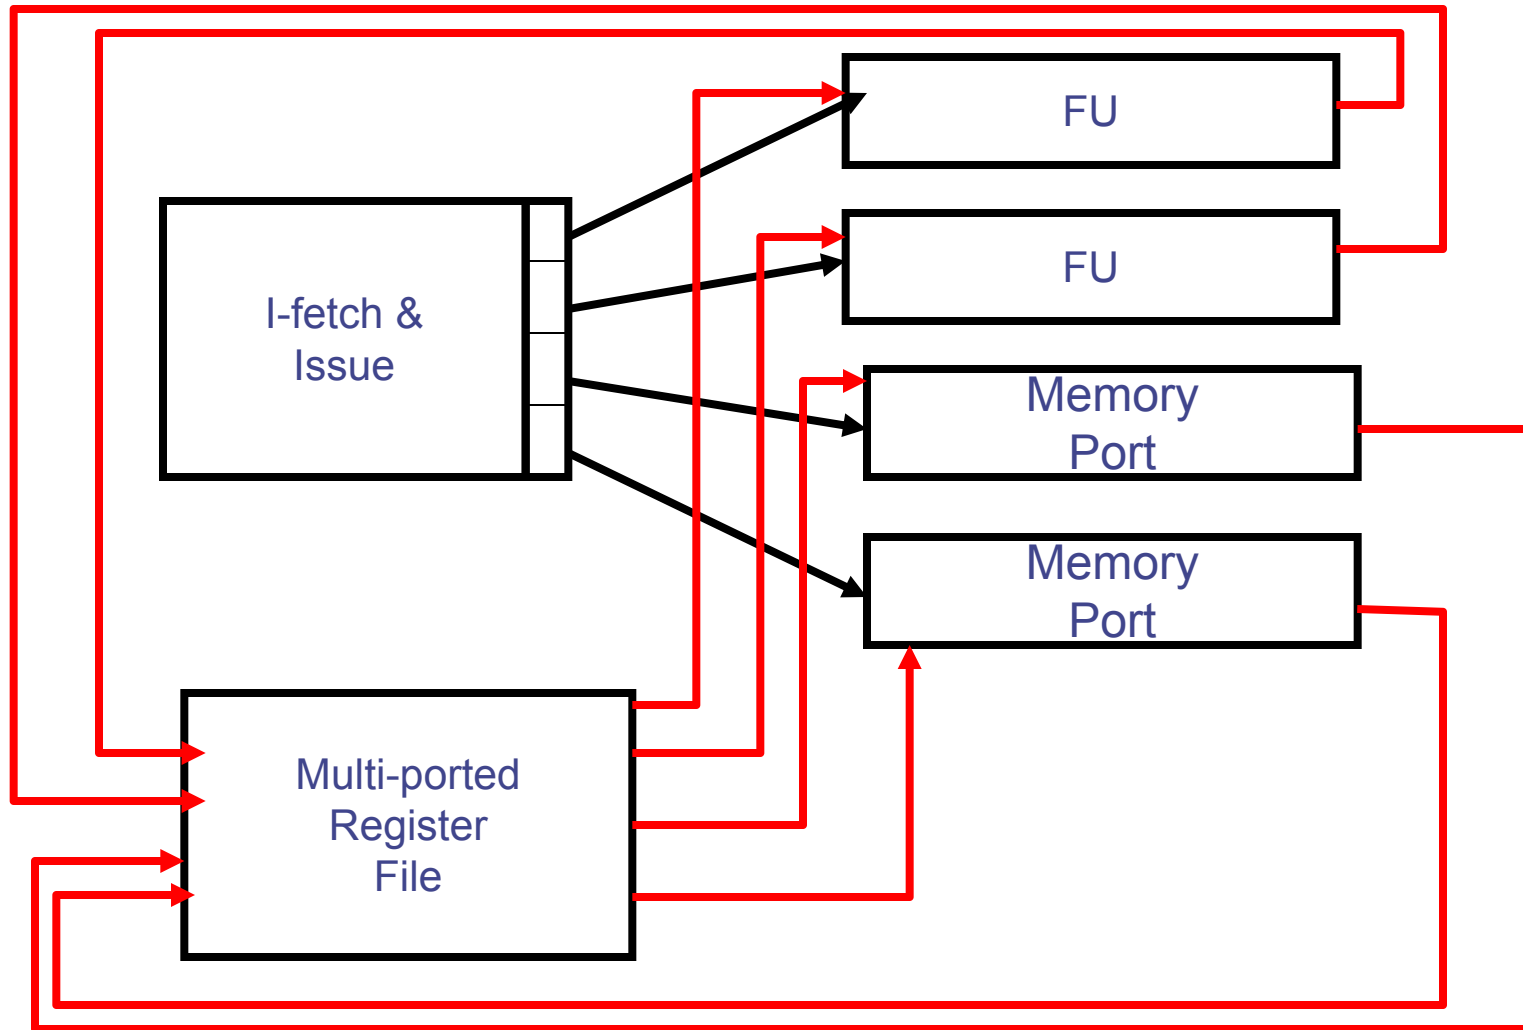 FU
FU
I-fetch &
Issue
Memory
Port
Memory
Port
Multi-ported
Register
File